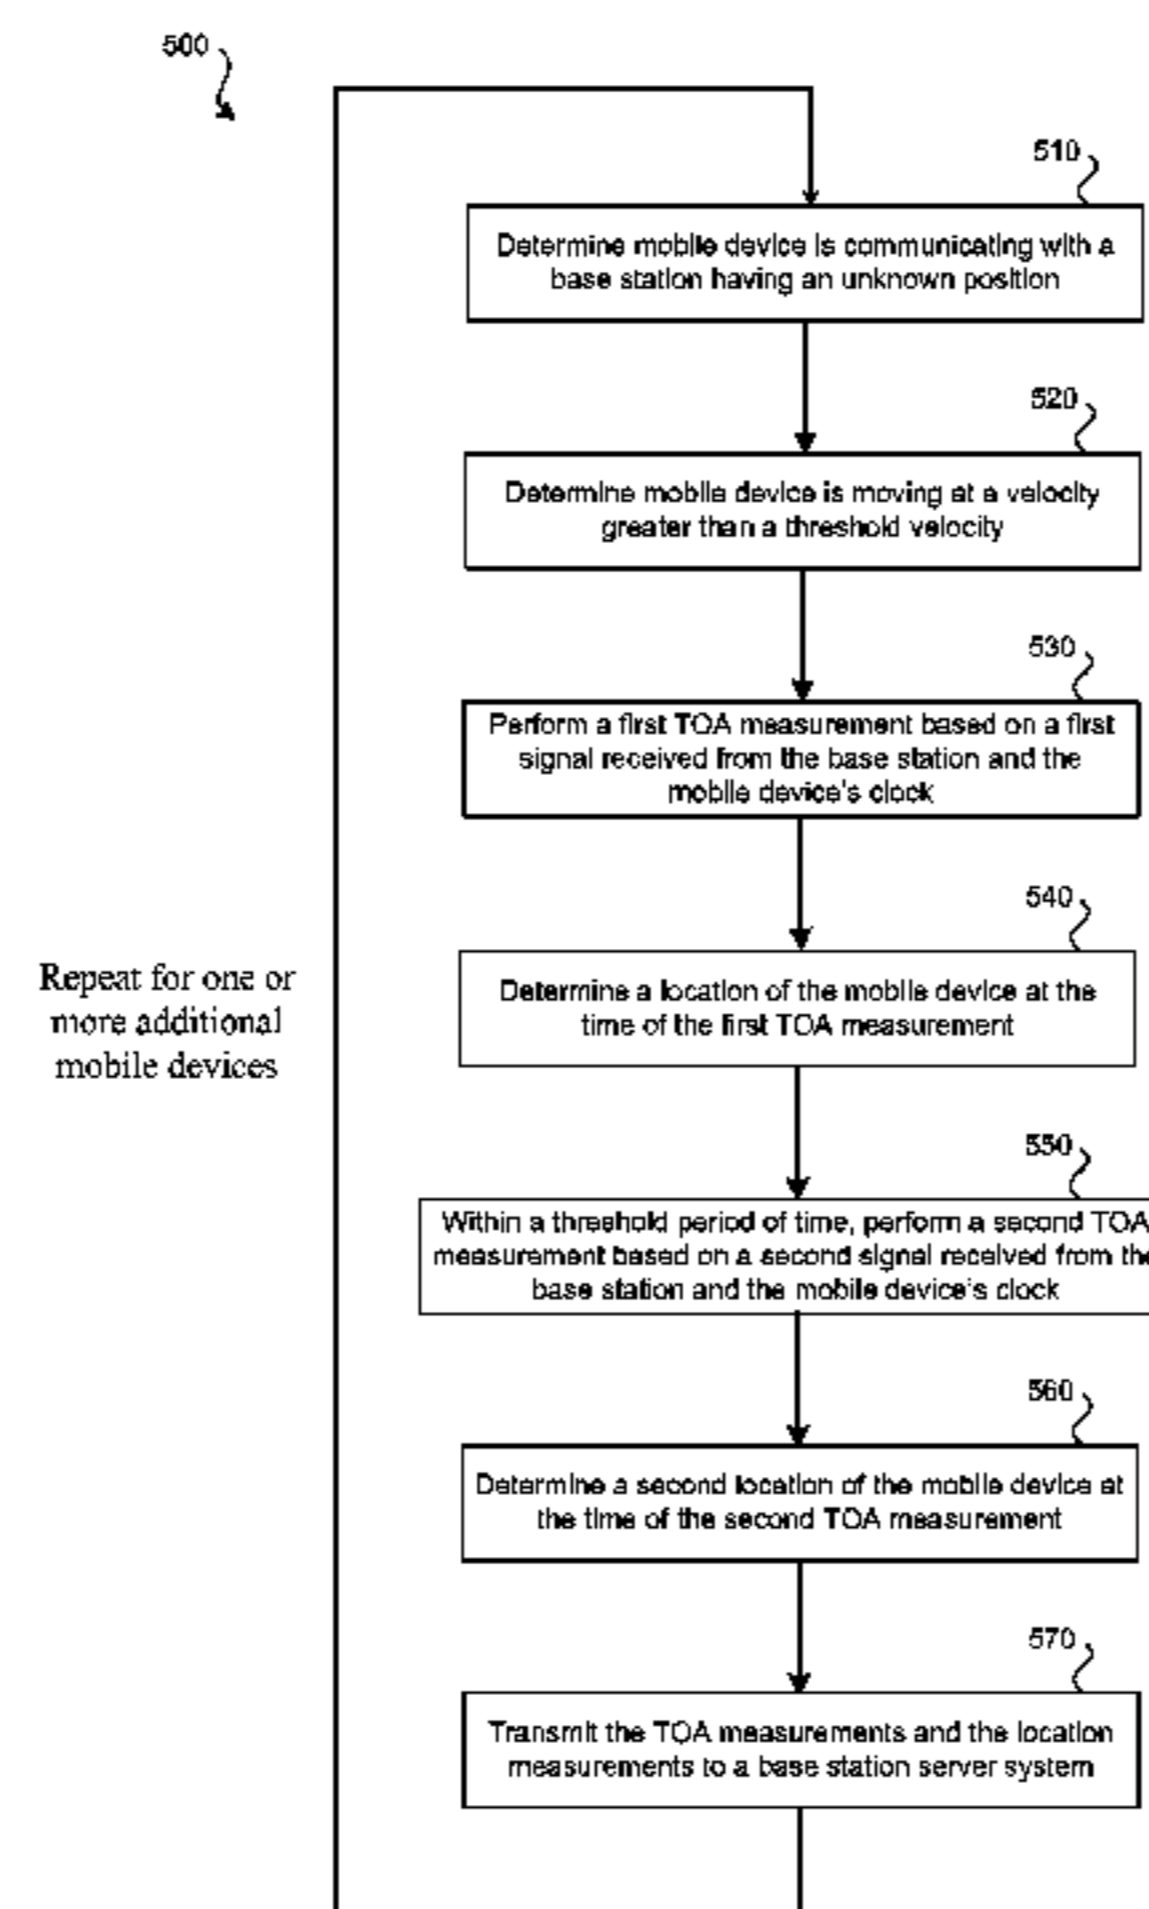 500
510
Determine mobile device is communicating with a
base station having an unknown position
520
Determine mobile device is moving at a velocity
greater than a threshold velocity
530
Perform a first TOA measurement based on a first
signal received from the base station and the
mobile device's clock
540
Determine a location of the mobile device at the
time of the first TOA measurement
Repeat for one or
more additional
mobile devices
550
Within a threshold period of time, perform a second TOA
measurement based on a second signal received from the
base station and the mobile device's clock
560
Determine a second location of the mobile device at
the time of the second TOA measurement
570
Transmit the TOA measurements and the location
measurements to a base station server system